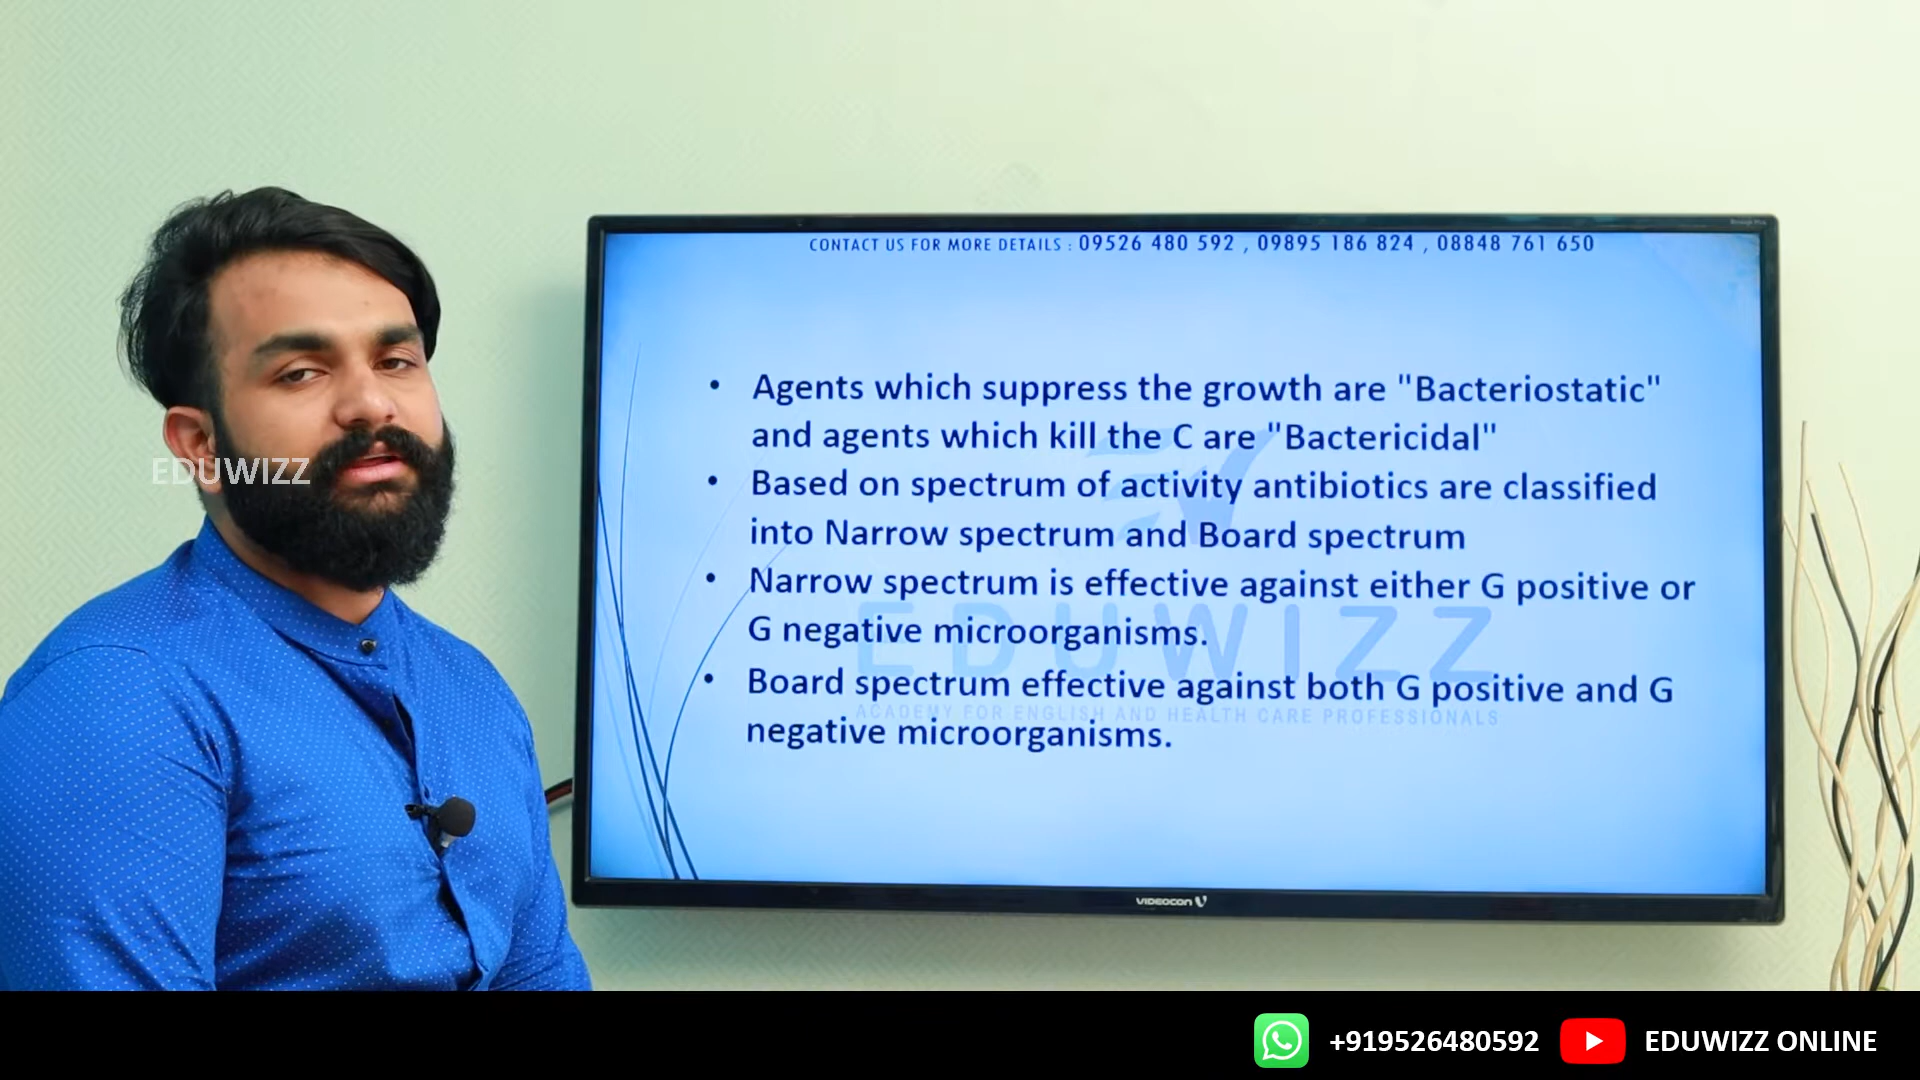 CONTACT US FOR MORE DETAILS : 09526 480 592 , 09895 186 824 , 08848 761 650
• Agents which suppress the growth are "Bacteriostatic"
and agents which kill the C are "Bactericidal"
• Based on spectrum of activity antibiotics are classified
into Narrow spectrum and Board spectrum
• Narrow spectrum is effective against either G positive or
G negative microorganisms.
• Board spectrum effective against both G positive and G
negative microorganisms.
EDUWIZZ
ACADEMY FOR ENGLISH AND HEALTH CARE PROFESSIONALS
EDUWIZZ
VIDEOCON
+919526480592 EDUWIZZ ONLINE